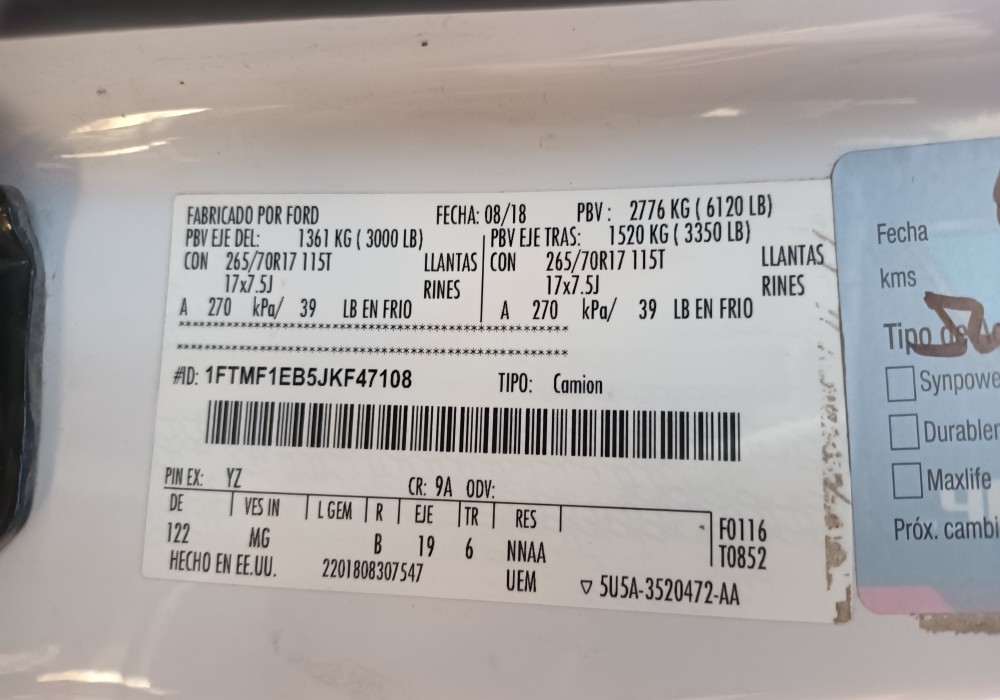 FABRICADO POR FORD FECHA: 08/18 PBV: 2776 KG ( 6120 LB)
PBV EJE DEL: 1361 KG ( 3000 LB) PBV EJE TRAS: 1520 KG ( 3350 LB)
CON 265/70R17 115T LLANTAS CON 265/70R17 115T LLANTAS
17x7.5J RINES 17x7.5J RINES
A 270 kPa/ 39 LB EN FRIO A 270 kPa/ 39 LB EN FRIO
#ID: 1FTMF1EB5JKF47108 TIPO: Camion
PIN EX: YZ CR: 9A ODV:
DE VES IN L GEM R EJE TR RES F0116
122 MG B 19 6 NNAA T0852
HECHO EN EE.UU. 2201808307547 UEM ▽ 5U5A-3520472-AA
Fecha
kms
Tipo de
Synpowe
Durable
Maxlife
Próx. cambi